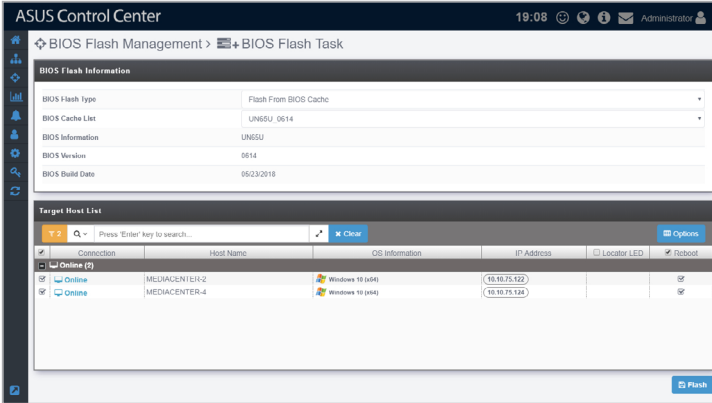 ASUS Control Center
19:08
Administrator
BIOS Flash Management > + BIOS Flash Task
BIOS Flash Information
BIOS Flash Type Flash From BIOS Cache
BIOS Cache List UN65U_0614
BIOS Information UN65U
BIOS Version 0614
BIOS Build Date 05/23/2018
Target Host List
2 Press 'Enter' key to search... Clear Options
Connection Host Name OS Information IP Address Locator LED Reboot
Online (2)
Online MEDIACENTER-2 Windows 10 (x64) 10.10.75.122
Online MEDIACENTER-4 Windows 10 (x64) 10.10.75.124
Flash